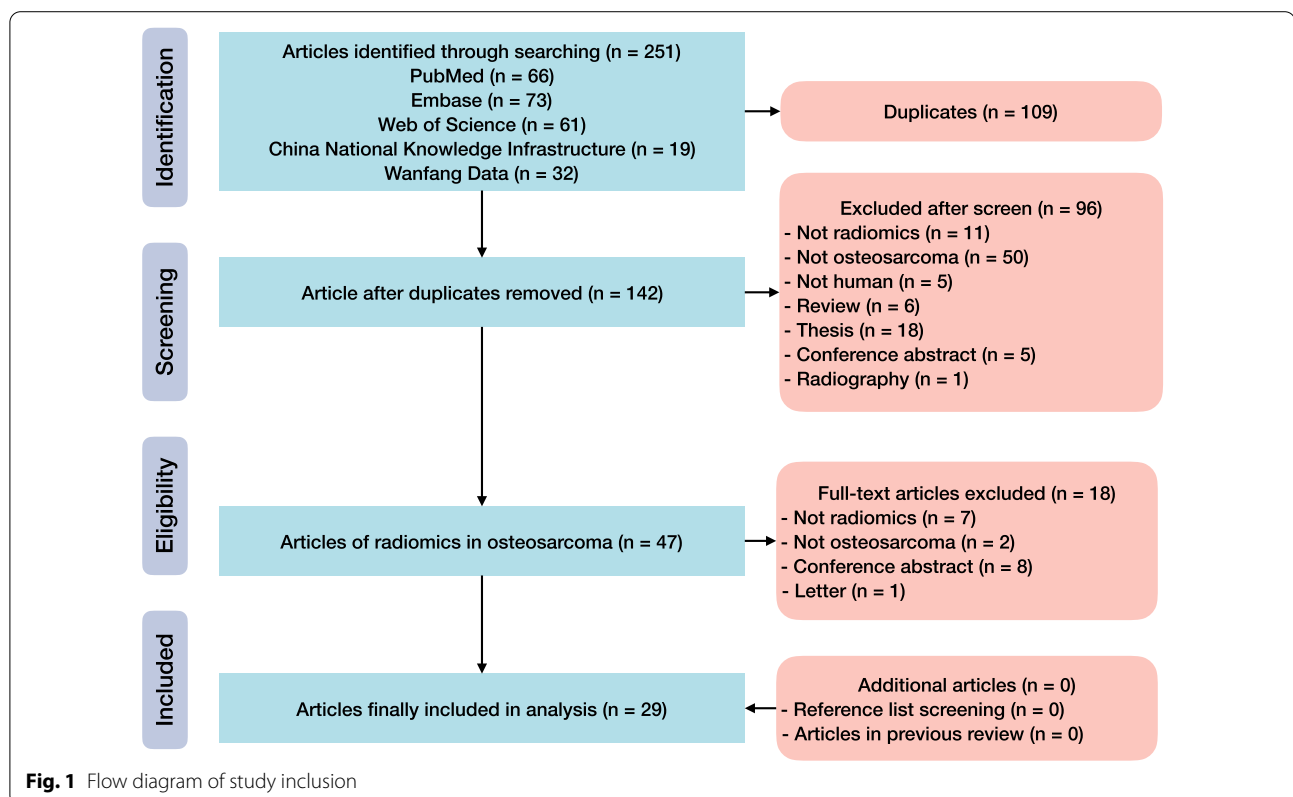 Identification
Articles identified through searching (n = 251)
PubMed (n = 66)
Embase (n = 73)
Web of Science (n = 61)
China National Knowledge Infrastructure (n = 19)
Wanfang Data (n = 32)
Duplicates (n = 109)
Screening
Article after duplicates removed (n = 142)
Excluded after screen (n = 96)
- Not radiomics (n = 11)
- Not osteosarcoma (n = 50)
- Not human (n = 5)
- Review (n = 6)
- Thesis (n = 18)
- Conference abstract (n = 5)
- Radiography (n = 1)
Eligibility
Articles of radiomics in osteosarcoma (n = 47)
Full-text articles excluded (n = 18)
- Not radiomics (n = 7)
- Not osteosarcoma (n = 2)
- Conference abstract (n = 8)
- Letter (n = 1)
Included
Articles finally included in analysis (n = 29)
Additional articles (n = 0)
- Reference list screening (n = 0)
- Articles in previous review (n = 0)
Fig. 1 Flow diagram of study inclusion